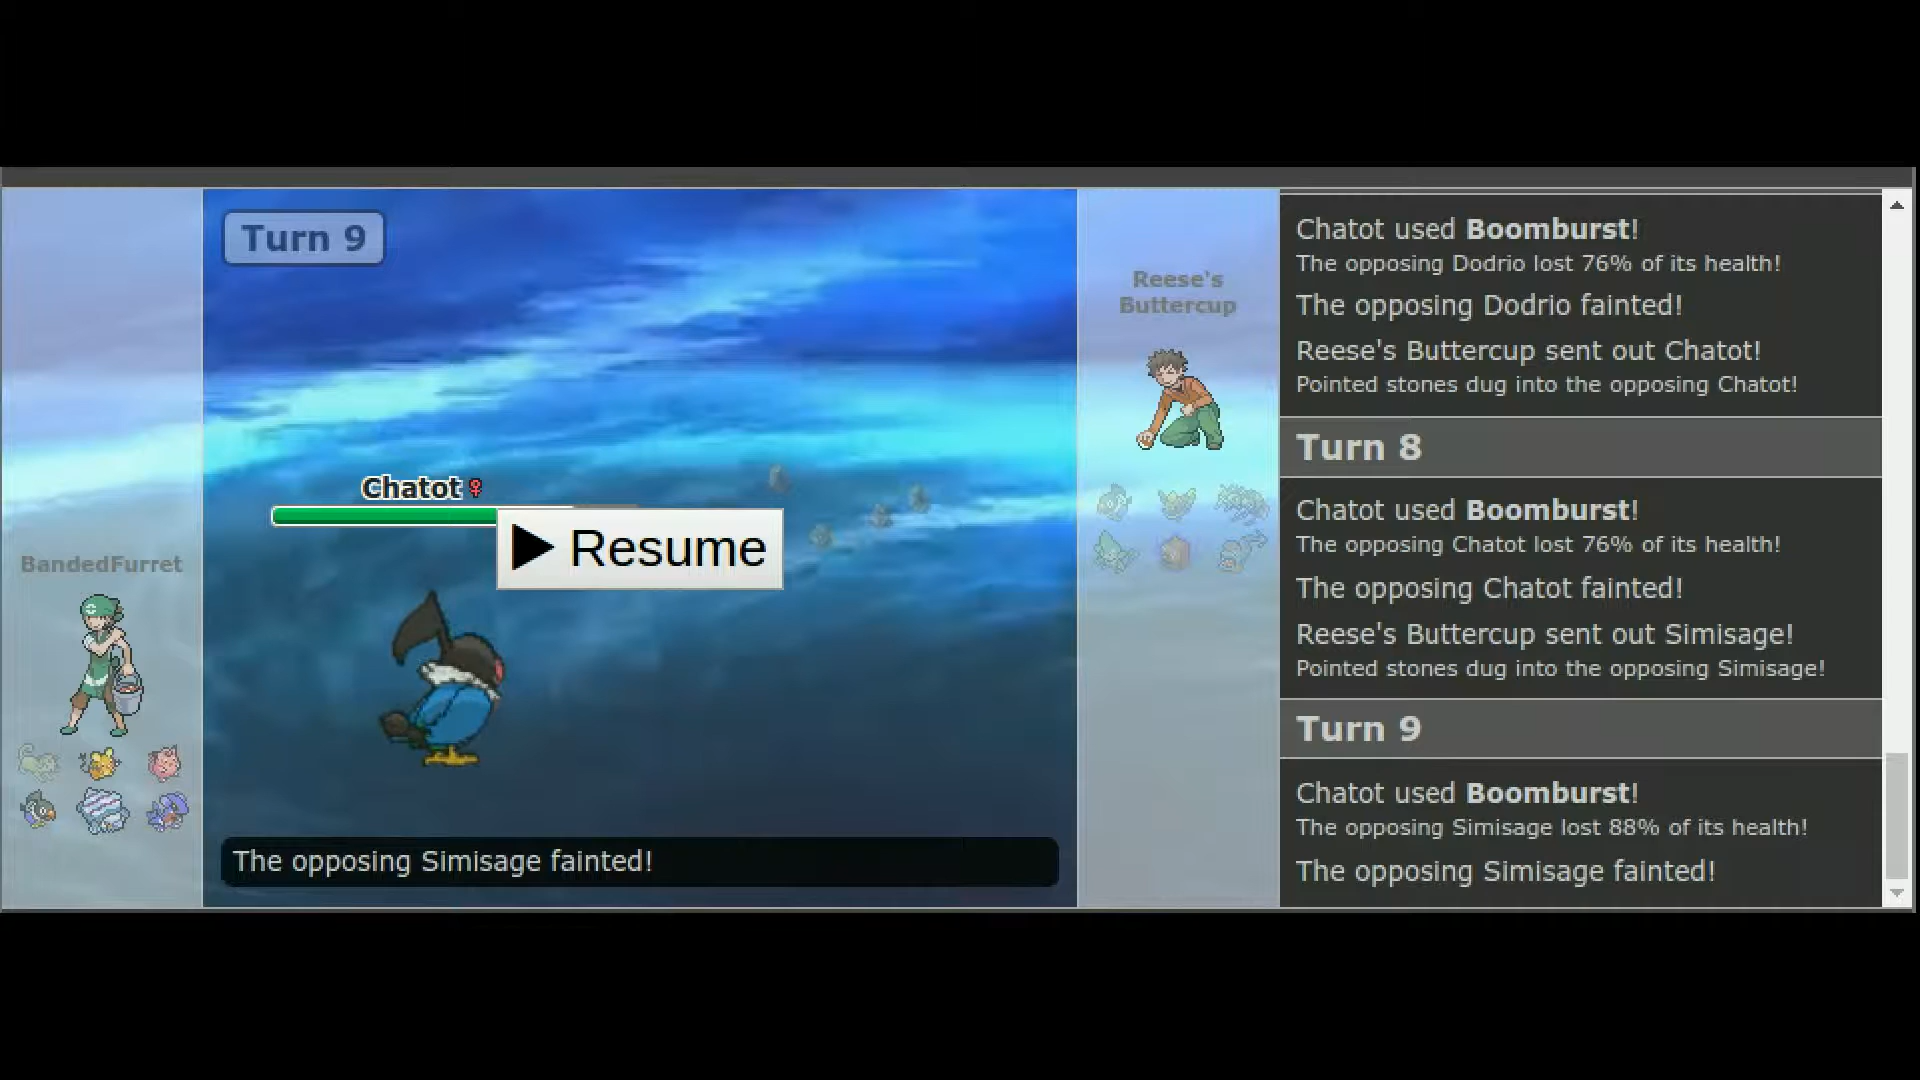 Turn 9
Chatot ♀
Resume
BandedFurret
The opposing Simisage fainted!
Reese's
Buttercup
Chatot used Boomburst!
The opposing Dodrio lost 76% of its health!
The opposing Dodrio fainted!
Reese's Buttercup sent out Chatot!
Pointed stones dug into the opposing Chatot!
Turn 8
Chatot used Boomburst!
The opposing Chatot lost 76% of its health!
The opposing Chatot fainted!
Reese's Buttercup sent out Simisage!
Pointed stones dug into the opposing Simisage!
Turn 9
Chatot used Boomburst!
The opposing Simisage lost 88% of its health!
The opposing Simisage fainted!